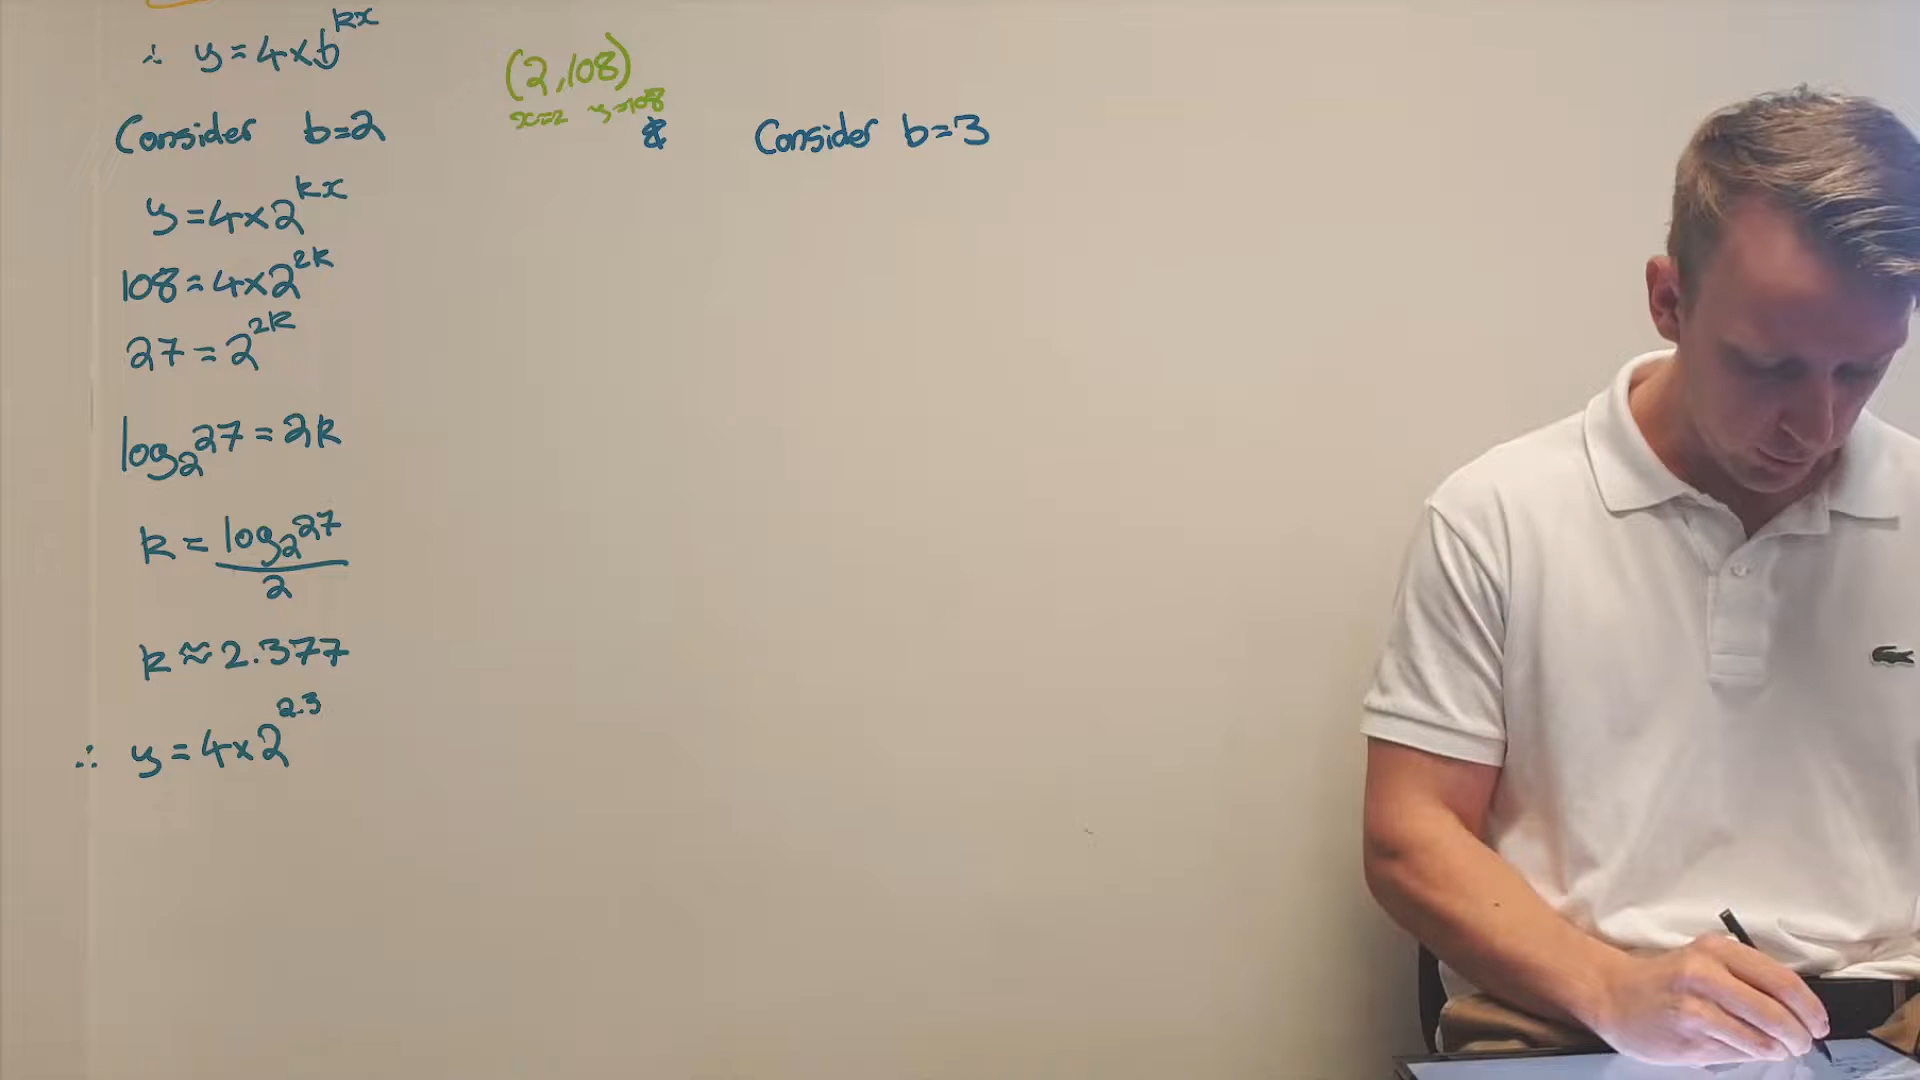 ∴ y=4×b^kx
(2,108)
x=2 y=108
Consider b=2 & Consider b=3
y=4×2^kx
108=4×2^2k
27=2^2k
log₂27=2k
k=log₂27/2
k≈2.377
∴ y=4×2^2.3